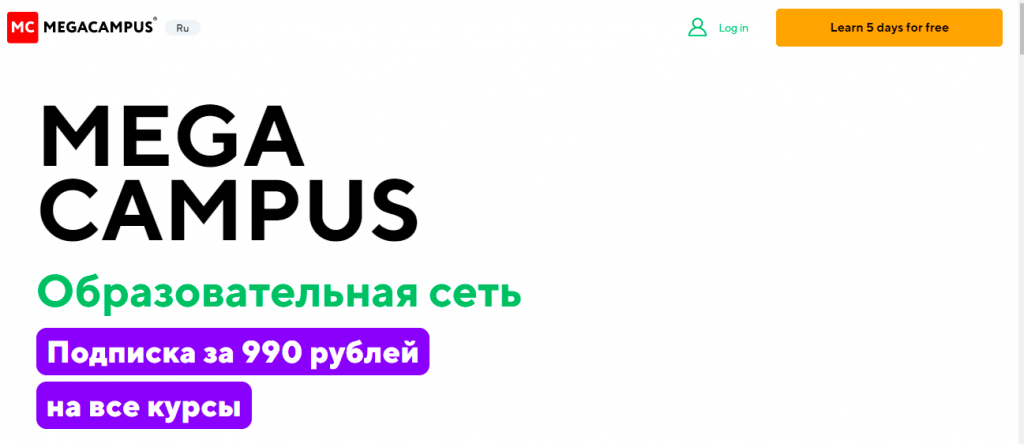 MC MEGACAMPUS® Ru Log in Learn 5 days for free
MEGA
CAMPUS
Образовательная сеть
Подписка за 990 рублей
на все курсы